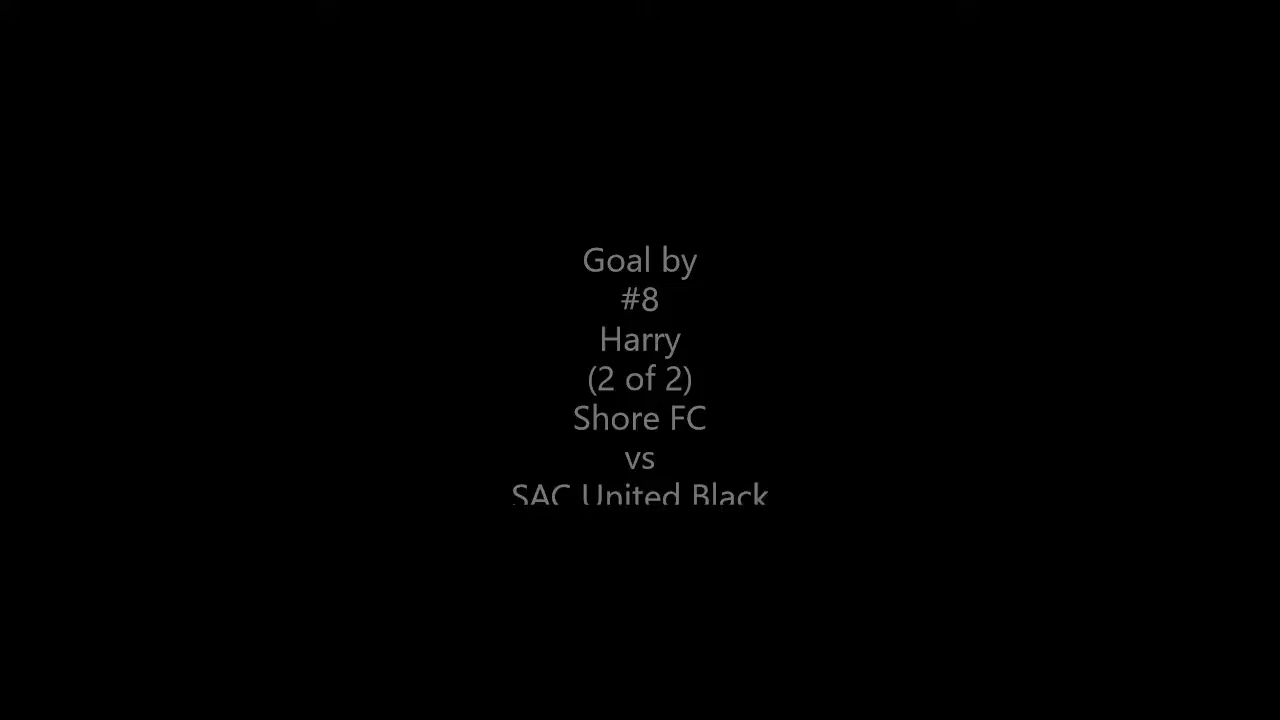 Goal by
#8
Harry
(2 of 2)
Shore FC
vs
SAC United Black